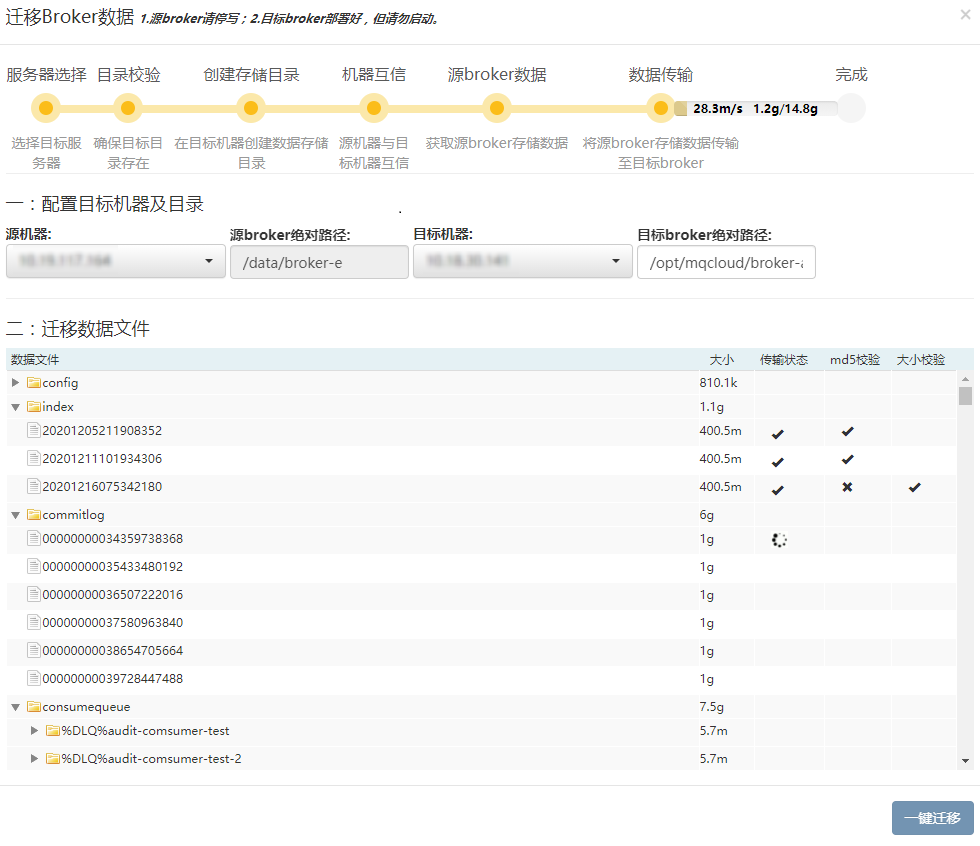 迁移Broker数据 1.源broker请停写；2.目标broker部署好，但请勿启动。
×
服务器选择 目录校验 创建存储目录 机器互信 源broker数据 数据传输 完成
28.3m/s 1.2g/14.8g
选择目标服务器 确保目标目录存在 在目标机器创建数据存储目录 源机器与目标机器互信 获取源broker存储数据 将源broker存储数据传输至目标broker
一：配置目标机器及目录
源机器: 源broker绝对路径: 目标机器: 目标broker绝对路径:
/data/broker-e /opt/mqcloud/broker-a
二：迁移数据文件
数据文件 大小 传输状态 md5校验 大小校验
config 810.1k
index 1.1g
20201205211908352 400.5m
20201211101934306 400.5m
20201216075342180 400.5m
commitlog 6g
00000000034359738368 1g
00000000035433480192 1g
00000000036507222016 1g
00000000037580963840 1g
00000000038654705664 1g
00000000039728447488 1g
consumequeue 7.5g
%DLQ%audit-comsumer-test 5.7m
%DLQ%audit-comsumer-test-2 5.7m
一键迁移